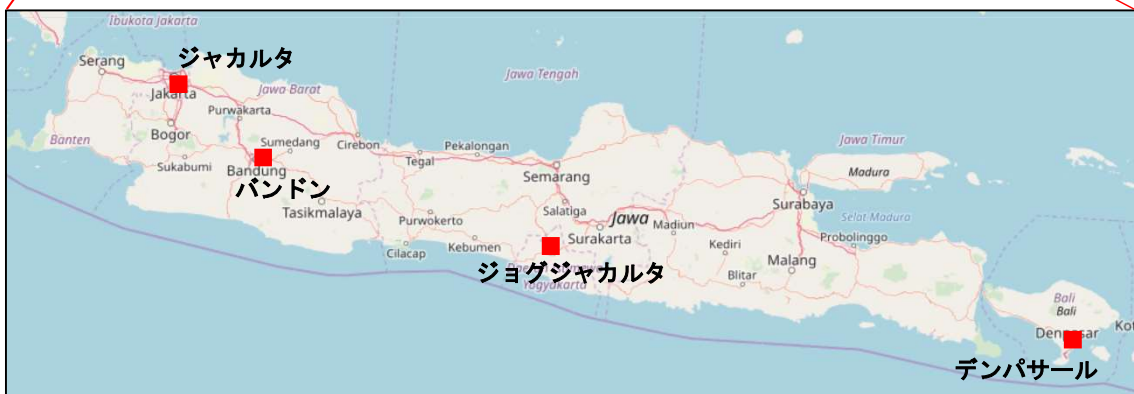 Ibukota Jakarta
ジャカルタ
Serang
Jakarta
Jawa Barat
Jawa Tengah
Purwakarta
Banten
Bogor
Sumedang
Cirebon
Pekalongan
Tegal
Jawa Timur
Sukabumi
Bandung
バンドン
Semarang
Madura
Tasikmalaya
Purwokerto
Salatiga
Jawa
Madiun
Surabaya
Selat Madura
Cilacap
Kebumen
Surakarta
Kediri
Probolinggo
Malang
Blitar
ジョグジャカルタ
Yogyakarta
Bali
Bali
デンパサール